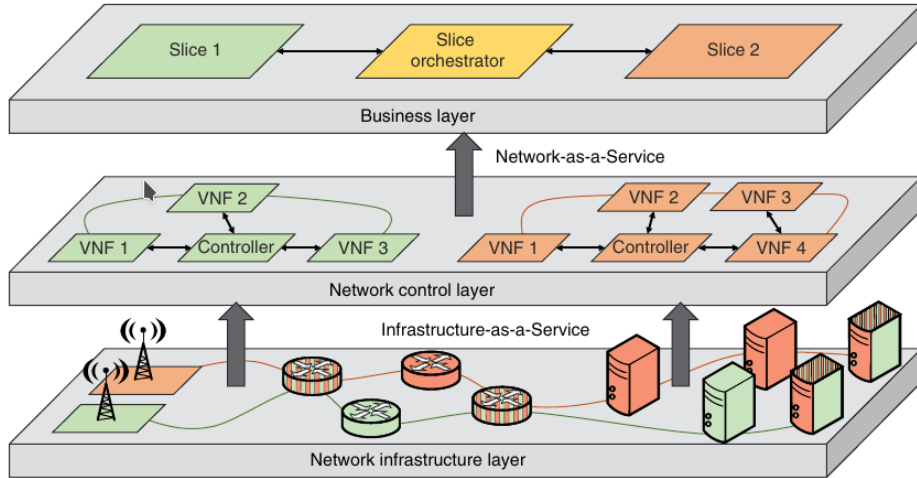 Slice 1
Slice
orchestrator
Slice 2
Business layer
Network-as-a-Service
VNF 2
VNF 1
Controller
VNF 3
VNF 2
VNF 3
VNF 1
Controller
VNF 4
Network control layer
Infrastructure-as-a-Service
Network infrastructure layer